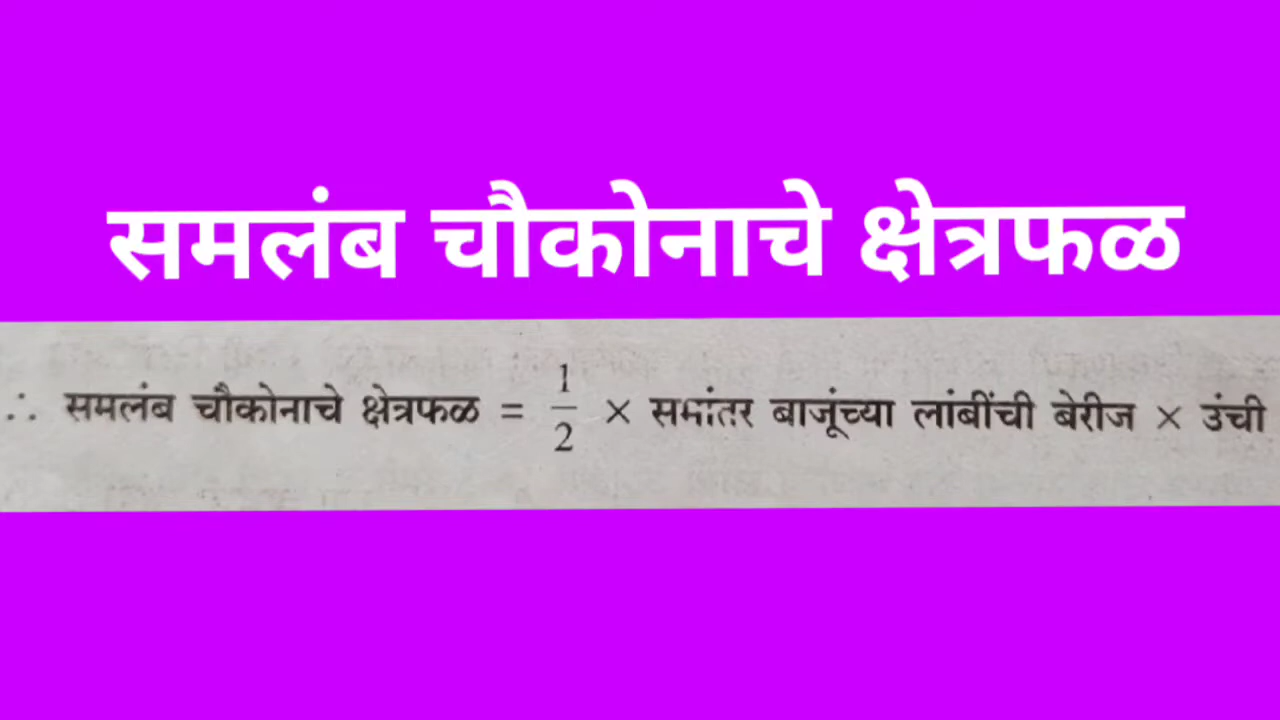 समलंब चौकोनाचे क्षेत्रफळ
∴ समलंब चौकोनाचे क्षेत्रफळ = 1/2 × समांतर बाजूंच्या लांबींची बेरीज × उंची